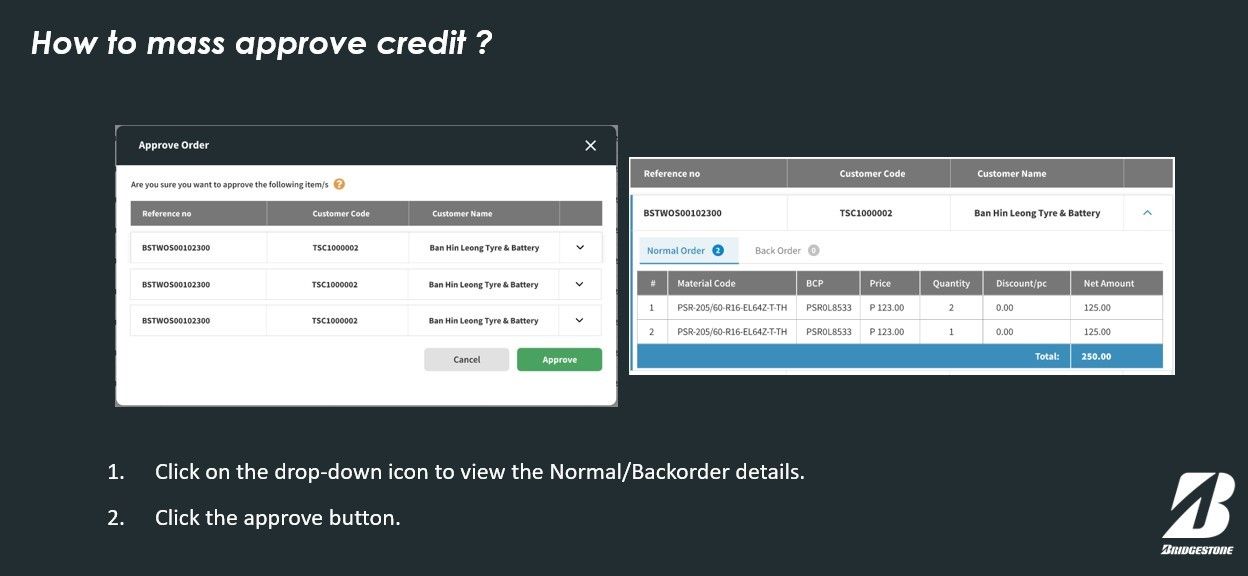 How to mass approve credit ?
Approve Order
Are you sure you want to approve the following item/s ?
Reference no Customer Code Customer Name
BSTWOS00102300 TSC1000002 Ban Hin Leong Tyre & Battery
BSTWOS00102300 TSC1000002 Ban Hin Leong Tyre & Battery
BSTWOS00102300 TSC1000002 Ban Hin Leong Tyre & Battery
Cancel Approve
Reference no Customer Code Customer Name
BSTWOS00102300 TSC1000002 Ban Hin Leong Tyre & Battery
Normal Order 2 Back Order 0
# Material Code BCP Price Quantity Discount/pc Net Amount
1 PSR-205/60-R16-EL64Z-T-TH PSR0L8533 P 123.00 2 0.00 125.00
2 PSR-205/60-R16-EL64Z-T-TH PSR0L8533 P 123.00 1 0.00 125.00
Total: 250.00
1. Click on the drop-down icon to view the Normal/Backorder details.
2. Click the approve button.
B
BRIDGESTONE